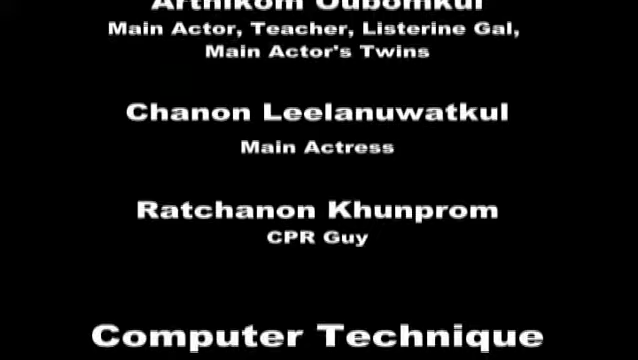 Main Actor, Teacher, Listerine Gal,
Main Actor's Twins
Chanon Leelanuwatkul
Main Actress
Ratchanon Khunprom
CPR Guy
Computer Technique